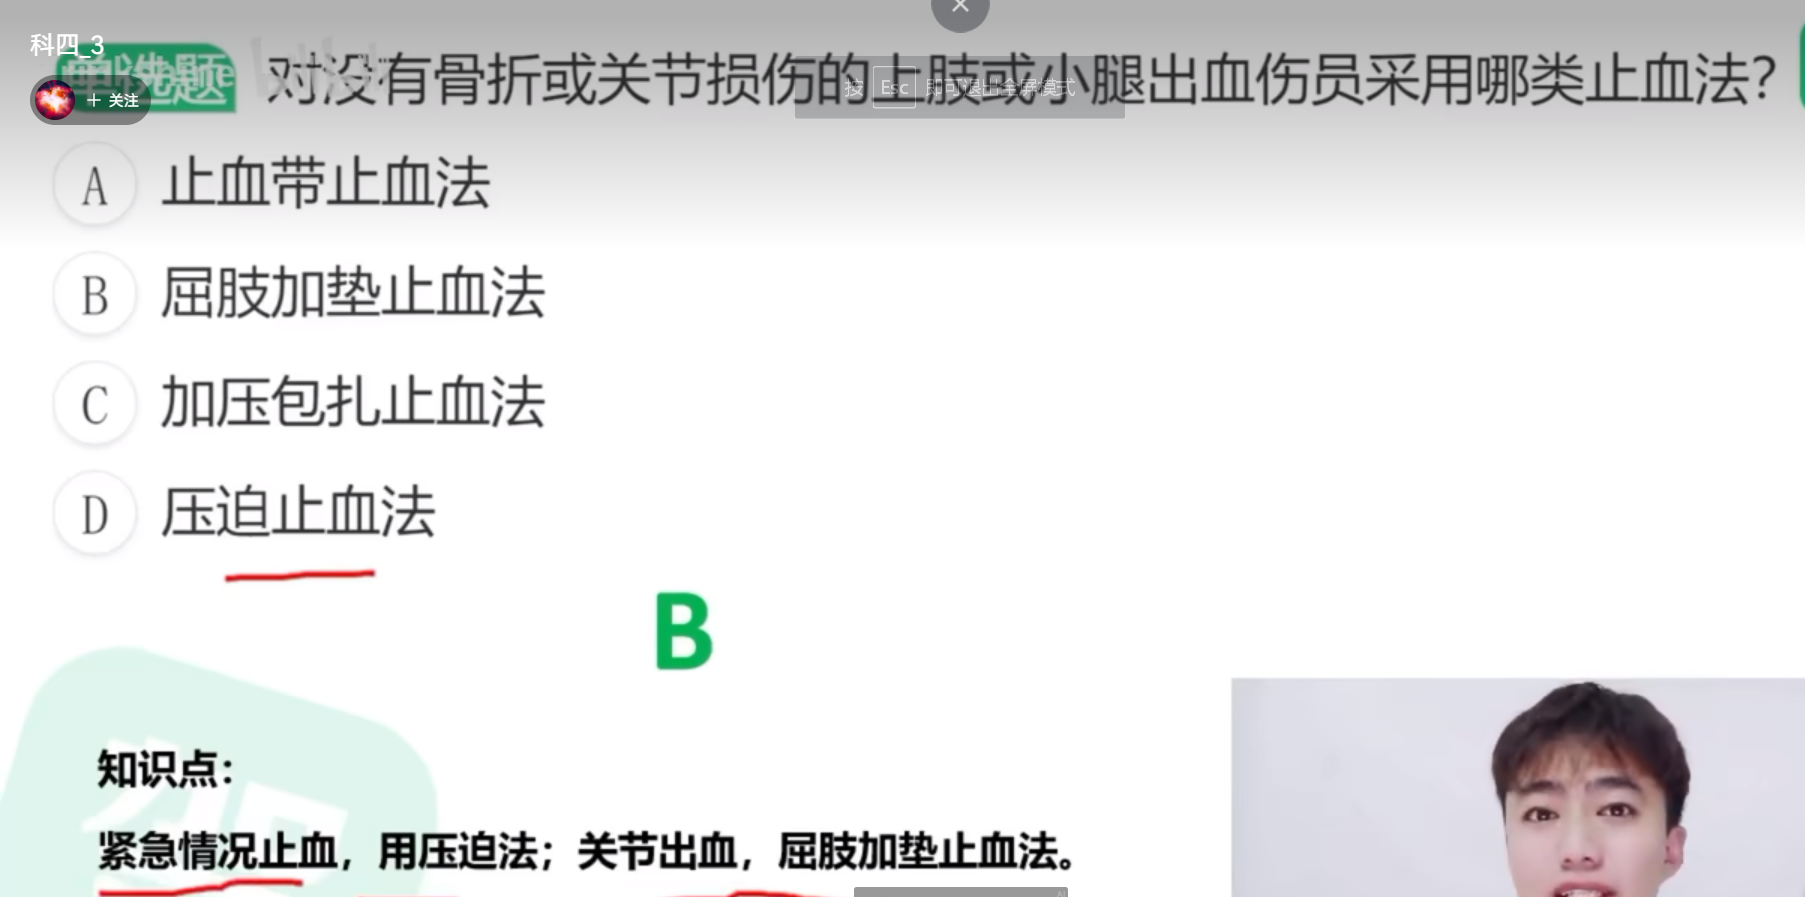 科四_3
单选题 对没有骨折或关节损伤的上肢或小腿出血伤员采用哪类止血法?
+ 关注
按 Esc 即可退出全屏模式
A 止血带止血法
B 屈肢加垫止血法
C 加压包扎止血法
D 压迫止血法
B
知识点:
紧急情况止血，用压迫法；关节出血，屈肢加垫止血法。